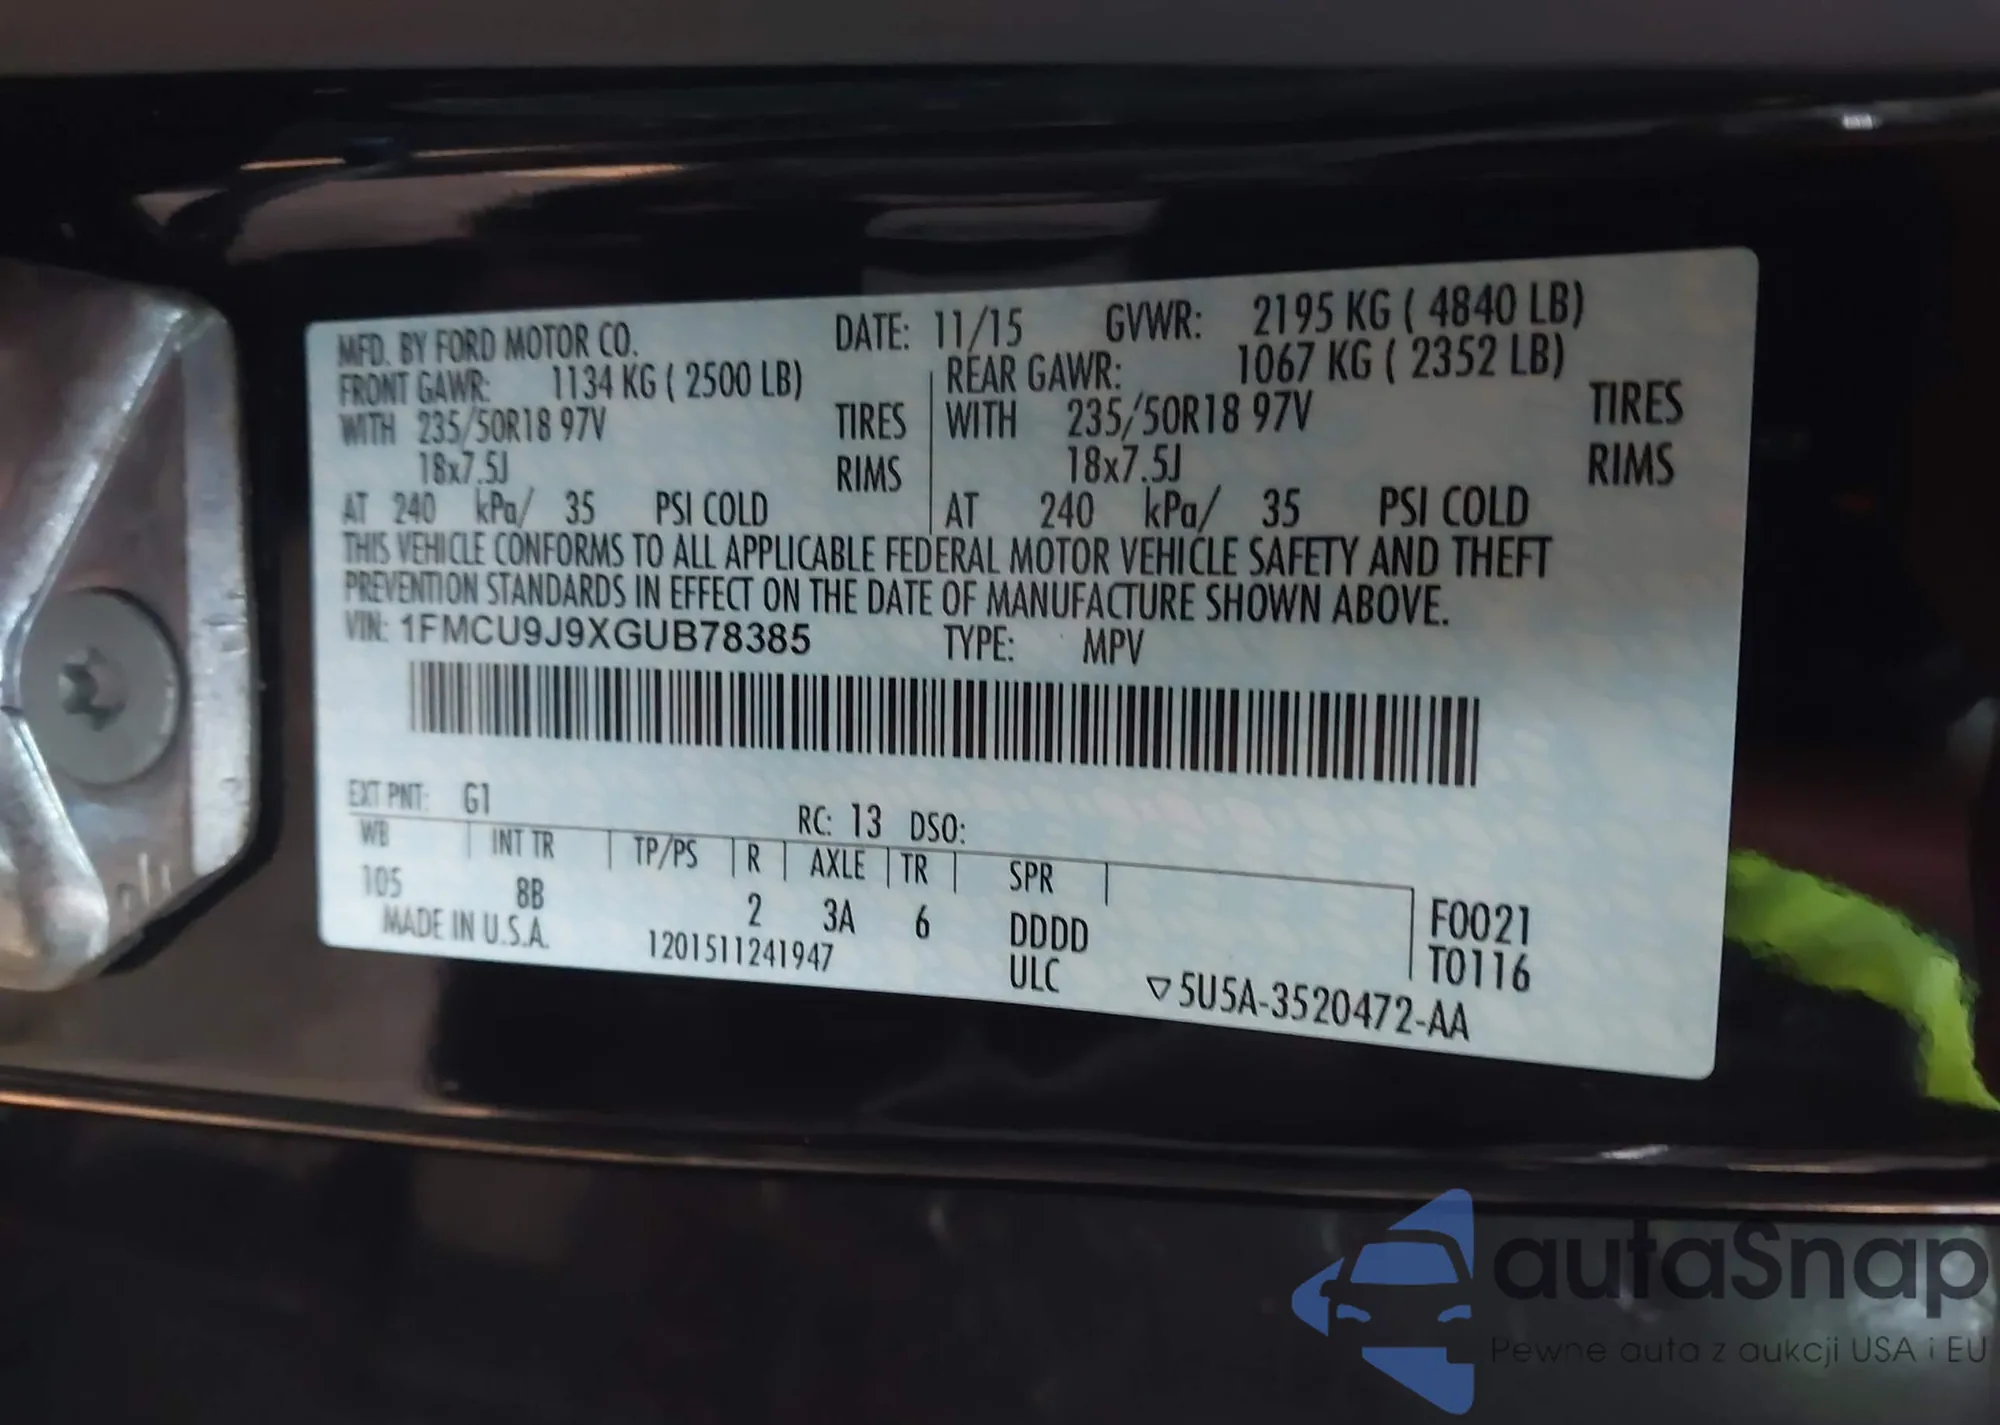 MFD. BY FORD MOTOR CO. DATE: 11/15 GVWR: 2195 KG ( 4840 LB)
FRONT GAWR: 1134 KG ( 2500 LB) REAR GAWR: 1067 KG ( 2352 LB)
WITH 235/50R18 97V TIRES WITH 235/50R18 97V TIRES
18x7.5J RIMS 18x7.5J RIMS
AT 240 kPa/ 35 PSI COLD AT 240 kPa/ 35 PSI COLD
THIS VEHICLE CONFORMS TO ALL APPLICABLE FEDERAL MOTOR VEHICLE SAFETY AND THEFT
PREVENTION STANDARDS IN EFFECT ON THE DATE OF MANUFACTURE SHOWN ABOVE.
VIN: 1FMCU9J9XGUB78385 TYPE: MPV
EXT PNT: G1 RC: 13 DSO:
WB INT TR TP/PS R AXLE TR SPR
105 8B 2 3A 6 DDDD F0021
MADE IN U.S.A. 1201511241947 ULC T0116
▽5U5A-3520472-AA
autaSnap
Pewne auta z aukcji USA i EU